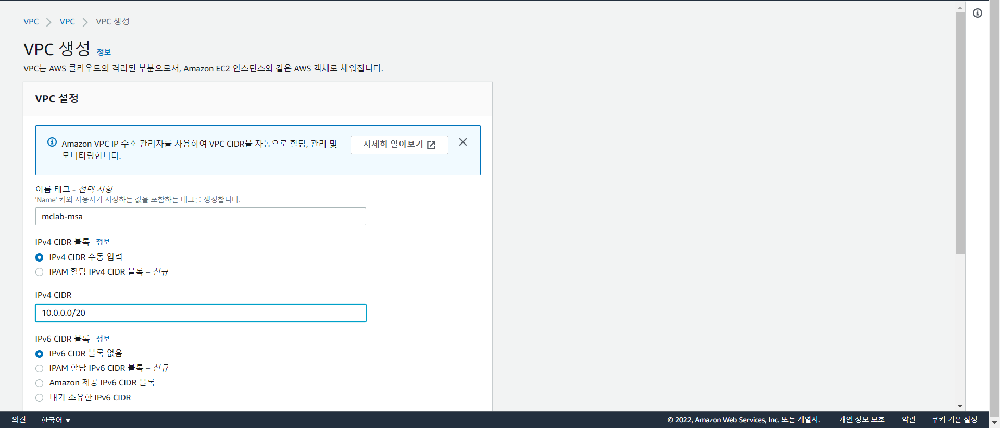 VPC VPC VPC 생성
VPC 생성 정보
VPC는 AWS 클라우드의 격리된 부분으로서, Amazon EC2 인스턴스와 같은 AWS 객체로 채워집니다.
VPC 설정
Amazon VPC IP 주소 관리자를 사용하여 VPC CIDR을 자동으로 할당, 관리 및
모니터링합니다.
자세히 알아보기
이름 태그 - 선택 사항
'Name' 키와 사용자가 지정하는 값을 포함하는 태그를 생성합니다.
mclab-msa
IPv4 CIDR 블록 정보
IPv4 CIDR 수동 입력
IPAM 할당 IPv4 CIDR 블록 – 신규
IPv4 CIDR
10.0.0.0/20
IPv6 CIDR 블록 정보
IPv6 CIDR 블록 없음
IPAM 할당 IPv6 CIDR 블록 – 신규
Amazon 제공 IPv6 CIDR 블록
내가 소유한 IPv6 CIDR
의견 한국어 © 2022, Amazon Web Services, Inc. 또는 계열사. 개인 정보 보호 약관 쿠키 기본 설정